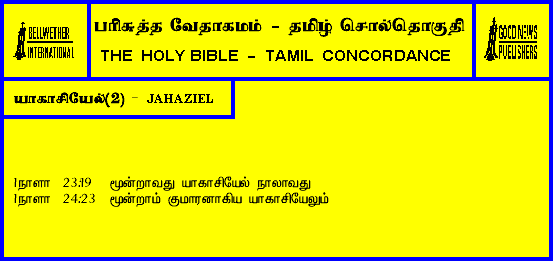 BELLWETHER
INTERNATIONAL
பரிசுத்த வேதாகமம் - தமிழ் சொல்தொகுதி
THE HOLY BIBLE - TAMIL CONCORDANCE
GOOD NEWS
PUBLISHERS
யாகாசியேல்(2) - JAHAZIEL
1நாளா 23:19 மூன்றாவது யாகாசியேல் நாலாவது
1நாளா 24:23 மூன்றாம் குமாரனாகிய யாகாசியேலும்